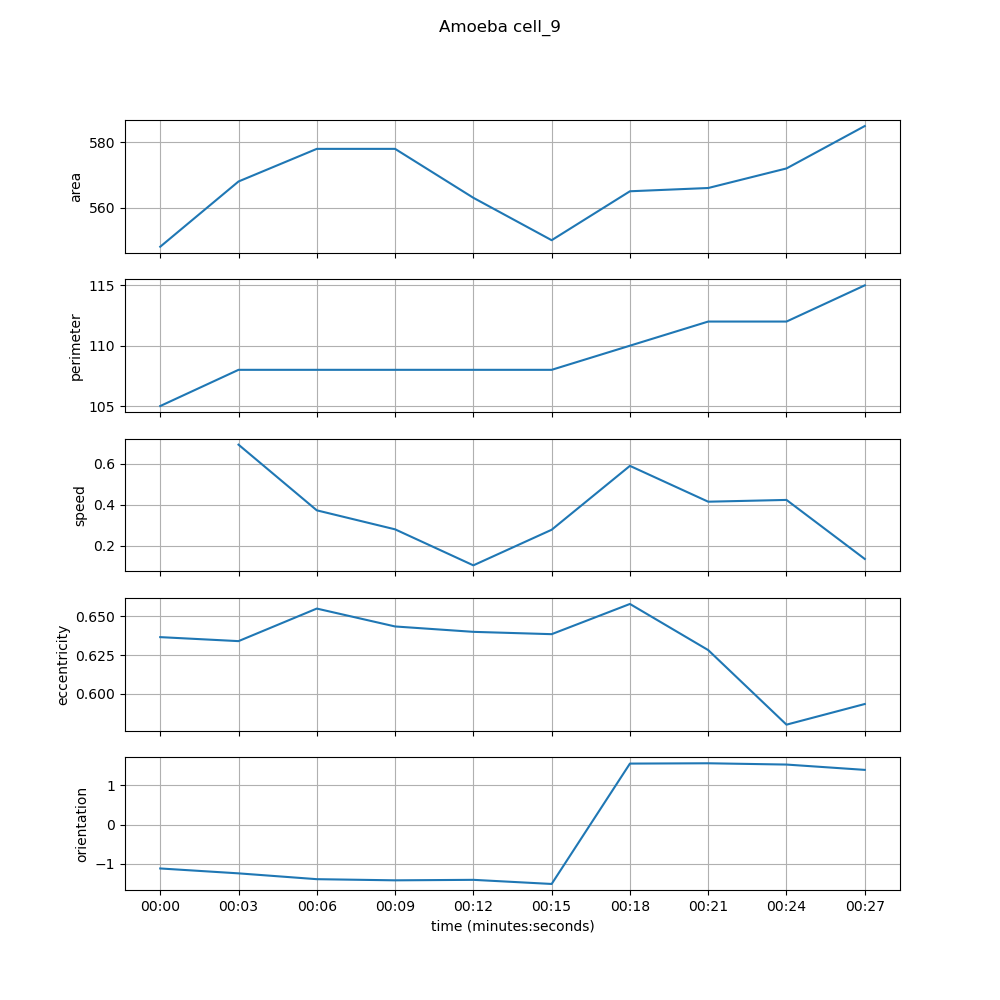 Amoeba cell_9
580
560
area
115
110
105
perimeter
0.6
0.4
0.2
speed
0.650
0.625
0.600
eccentricity
1
0
−1
orientation
00:00 00:03 00:06 00:09 00:12 00:15 00:18 00:21 00:24 00:27
time (minutes:seconds)